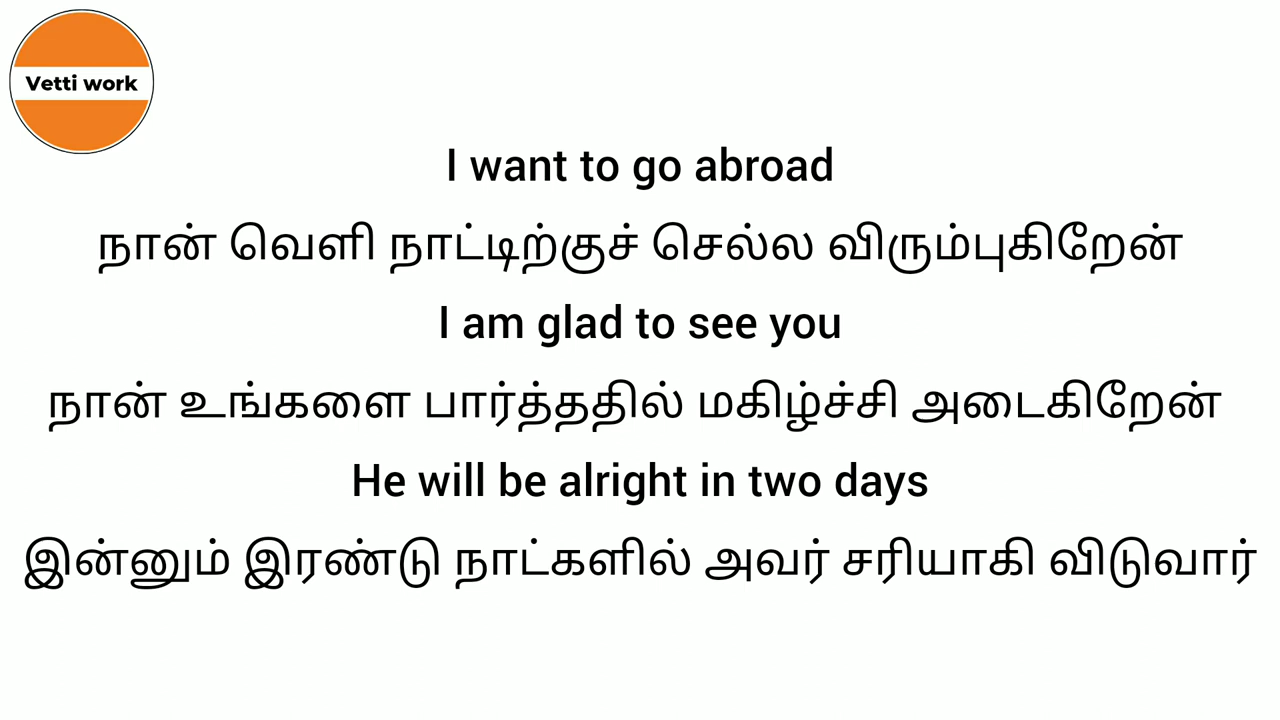 Vetti work
I want to go abroad
நான் வெளி நாட்டிற்குச் செல்ல விரும்புகிறேன்
I am glad to see you
நான் உங்களை பார்த்ததில் மகிழ்ச்சி அடைகிறேன்
He will be alright in two days
இன்னும் இரண்டு நாட்களில் அவர் சரியாகி விடுவார்